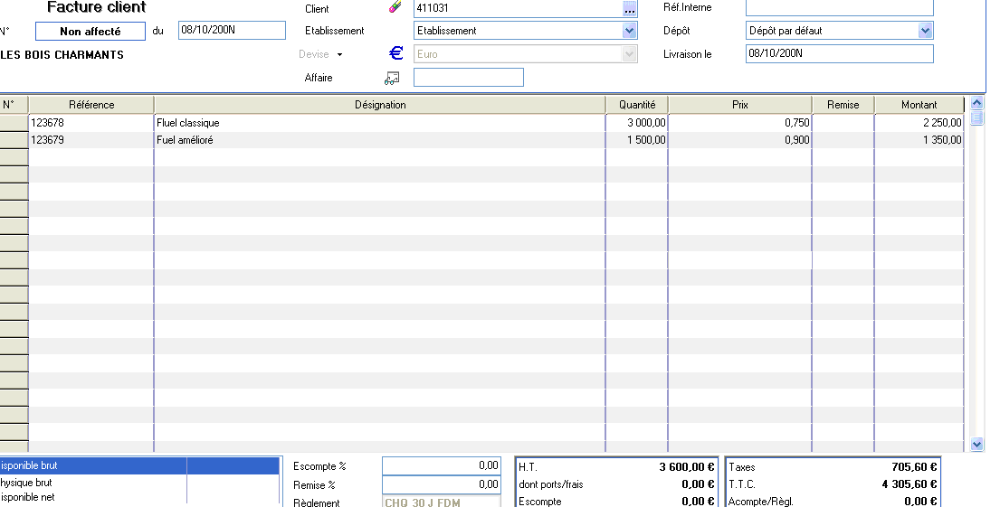 Facture client
Client 411031 ... Réf.Interne
N° Non affecté du 08/10/200N Etablissement Etablissement Dépôt Dépôt par défaut
LES BOIS CHARMANTS Devise Euro Livraison le 08/10/200N
Affaire
N° Référence Désignation Quantité Prix Remise Montant
123678 Fluel classique 3 000,00 0,750 2 250,00
123679 Fuel amélioré 1 500,00 0,900 1 350,00
isponible brut Escompte % 0,00 H.T. 3 600,00 € Taxes 705,60 €
hysique brut Remise % 0,00 dont ports/frais 0,00 € T.T.C. 4 305,60 €
isponible net Règlement CHQ 30 J FDM Escompte 0,00 € Acompte/Règl. 0,00 €